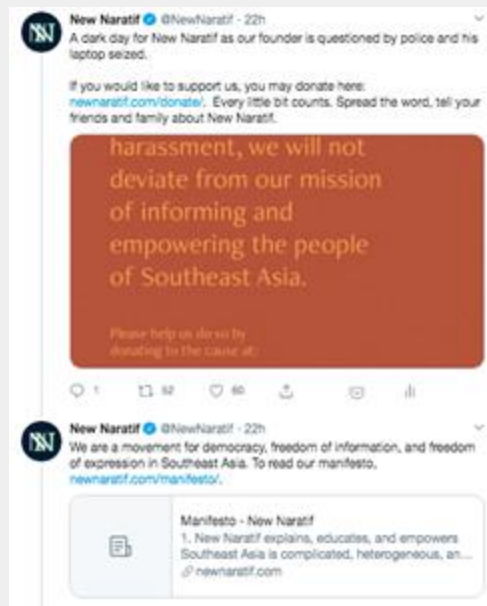 New Naratif @NewNaratif · 22h
A dark day for New Naratif as our founder is questioned by police and his
laptop seized.
If you would like to support us, you may donate here:
newnaratif.com/donate/. Every little bit counts. Spread the word, tell your
friends and family about New Naratif.
harassment, we will not
deviate from our mission
of informing and
empowering the people
of Southeast Asia.
Please help us do so by
donating to the cause at:
1 52 60
New Naratif @NewNaratif · 22h
We are a movement for democracy, freedom of information, and freedom
of expression in Southeast Asia. To read our manifesto,
newnaratif.com/manifesto/.
Manifesto - New Naratif
1. New Naratif explains, educates, and empowers
Southeast Asia is complicated, heterogeneous, an...
newnaratif.com